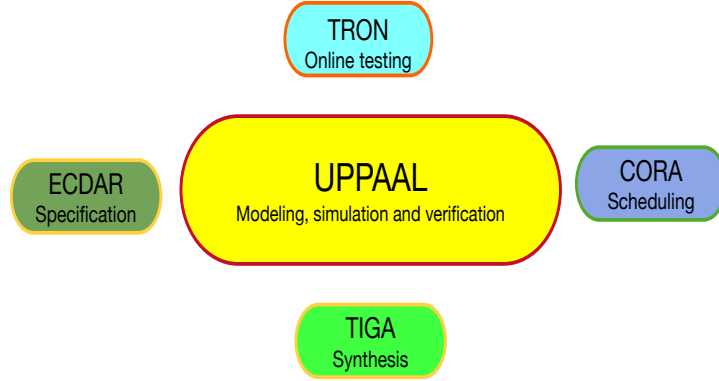 TRON
Online testing
ECDAR
Specification
UPPAAL
Modeling, simulation and verification
CORA
Scheduling
TIGA
Synthesis